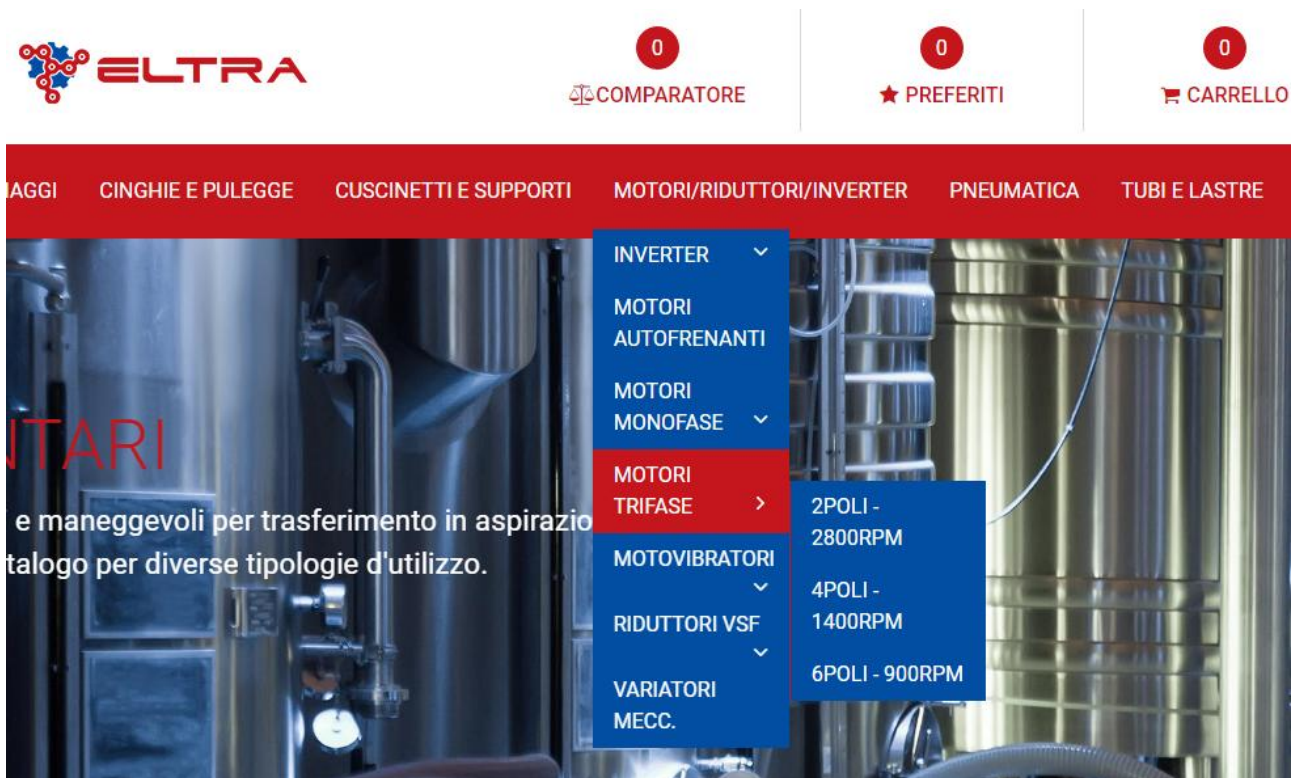 ELTRA
0
COMPARATORE
0
PREFERITI
0
CARRELLO
AGGI
CINGHIE E PULEGGE
CUSCINETTI E SUPPORTI
MOTORI/RIDUTTORI/INVERTER
PNEUMATICA
TUBI E LASTRE
INVERTER
MOTORI
AUTOFRENANTI
MOTORI
MONOFASE
MOTORI
TRIFASE
2POLI -
2800RPM
4POLI -
1400RPM
6POLI - 900RPM
MOTOVIBRATORI
RIDUTTORI VSF
VARIATORI
MECC.
NTARI
e maneggevoli per trasferimento in aspirazio
talogo per diverse tipologie d'utilizzo.